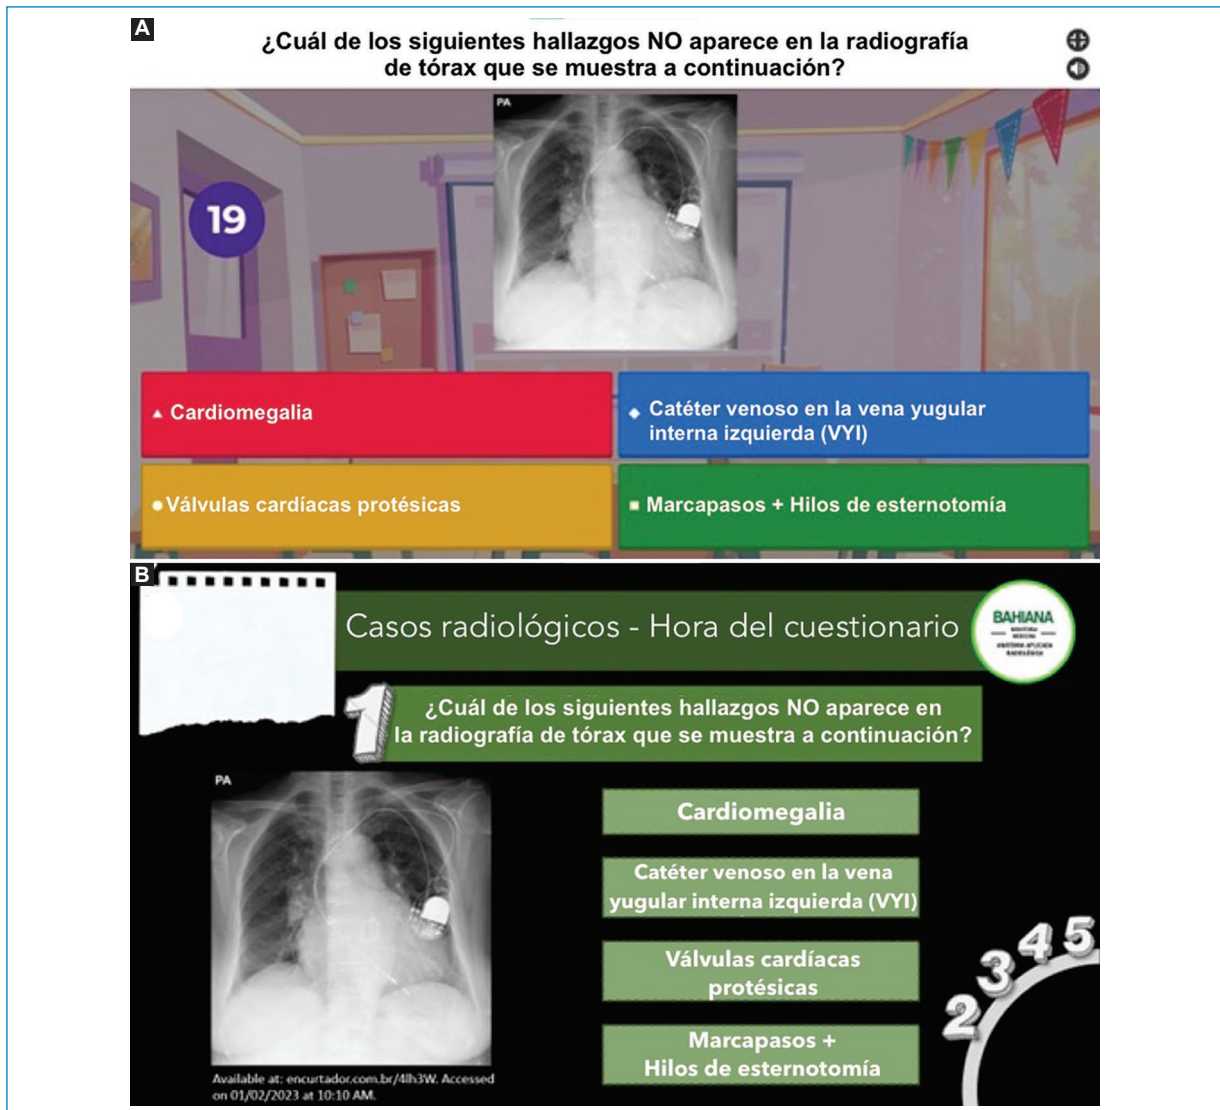 A
¿Cuál de los siguientes hallazgos NO aparece en la radiografía
de tórax que se muestra a continuación?
PA
19
Cardiomegalia
Catéter venoso en la vena yugular
interna izquierda (VYI)
Válvulas cardíacas protésicas
Marcapasos + Hilos de esternotomía
B
Casos radiológicos - Hora del cuestionario
BAHIANA
ANATOMIA APLICADA
RADIOLÓGICA
1
¿Cuál de los siguientes hallazgos NO aparece en
la radiografía de tórax que se muestra a continuación?
PA
Cardiomegalia
Catéter venoso en la vena
yugular interna izquierda (VYI)
Válvulas cardíacas
protésicas
Marcapasos +
Hilos de esternotomía
2
3
4
5
Available at: encurtador.com.br/4lh3W. Accessed
on 01/02/2023 at 10:10 AM.